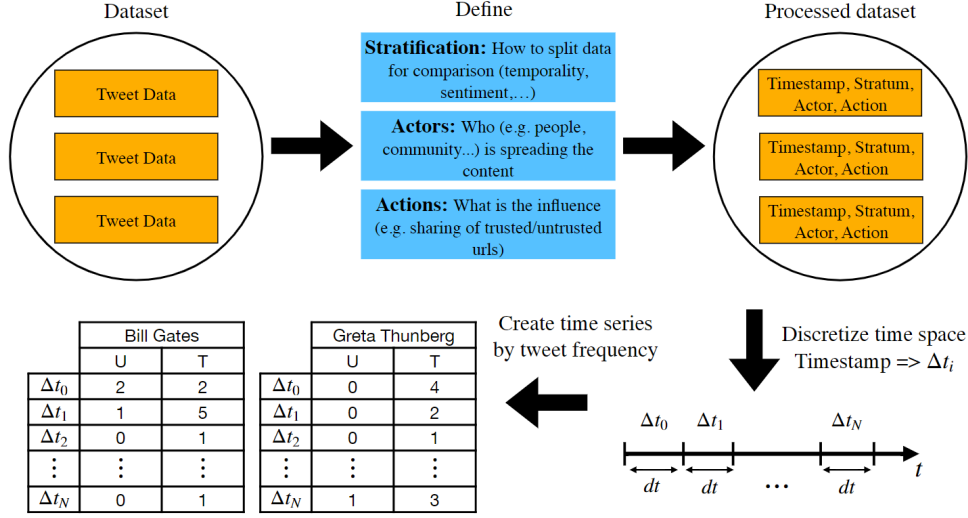 Dataset
Tweet Data
Tweet Data
Tweet Data
Define
Stratification: How to split data
for comparison (temporality,
sentiment,...)
Actors: Who (e.g. people,
community...) is spreading the
content
Actions: What is the influence
(e.g. sharing of trusted/untrusted
urls)
Processed dataset
Timestamp, Stratum,
Actor, Action
Timestamp, Stratum,
Actor, Action
Timestamp, Stratum,
Actor, Action
Discretize time space
Timestamp => Δtᵢ
Δt₀ Δt₁ Δt_N
t
dt dt ... dt
Create time series
by tweet frequency
Bill Gates
U T
Δt₀ 2 2
Δt₁ 1 5
Δt₂ 0 1
⋮ ⋮ ⋮
Δt_N 0 1
Greta Thunberg
U T
Δt₀ 0 4
Δt₁ 0 2
Δt₂ 0 1
⋮ ⋮ ⋮
Δt_N 1 3